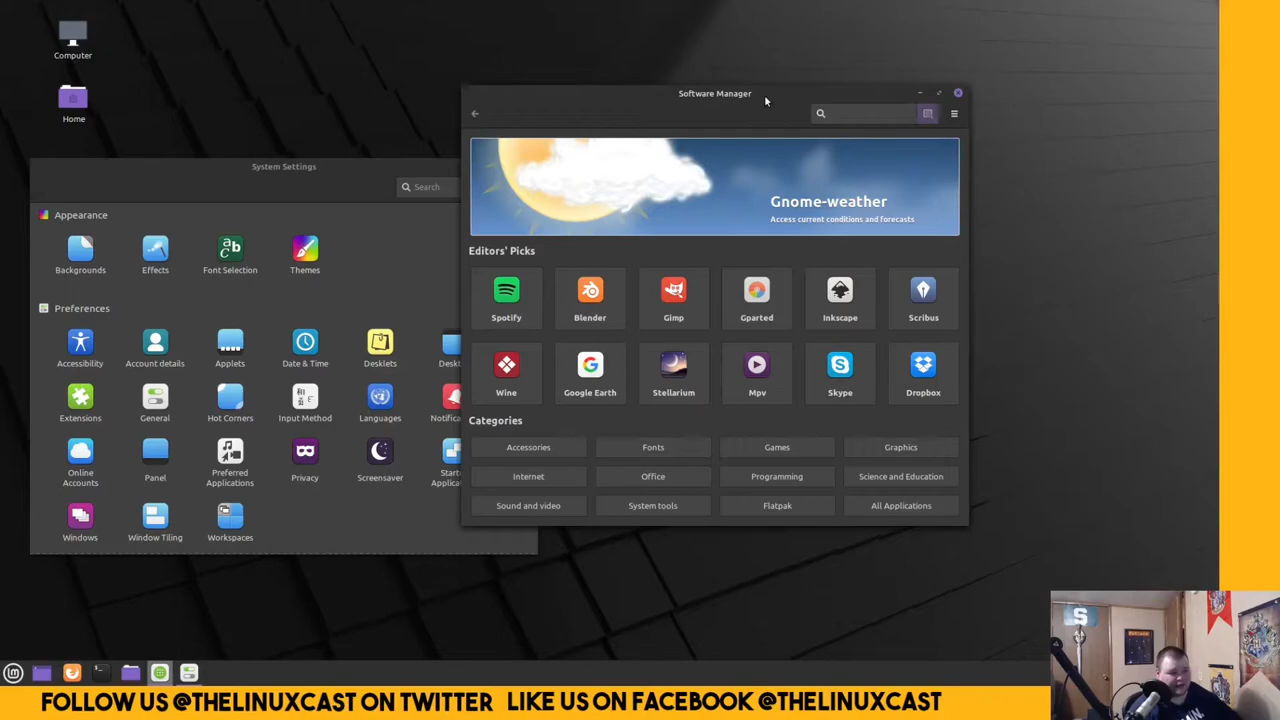 Computer
Home
System Settings
Search
Appearance
Backgrounds
Effects
Font Selection
Themes
Preferences
Accessibility
Account details
Applets
Date & Time
Desklets
Deskt
Extensions
General
Hot Corners
Input Method
Languages
Notificat
Online
Accounts
Panel
Preferred
Applications
Privacy
Screensaver
Start
Applicat
Windows
Window Tiling
Workspaces
Software Manager
Gnome-weather
Access current conditions and forecasts
Editors' Picks
Spotify
Blender
Gimp
Gparted
Inkscape
Scribus
Wine
Google Earth
Stellarium
Mpv
Skype
Dropbox
Categories
Accessories
Fonts
Games
Graphics
Internet
Office
Programming
Science and Education
Sound and video
System tools
Flatpak
All Applications
S
FOLLOW US @THELINUXCAST ON TWITTER LIKE US ON FACEBOOK @THELINUXCAST